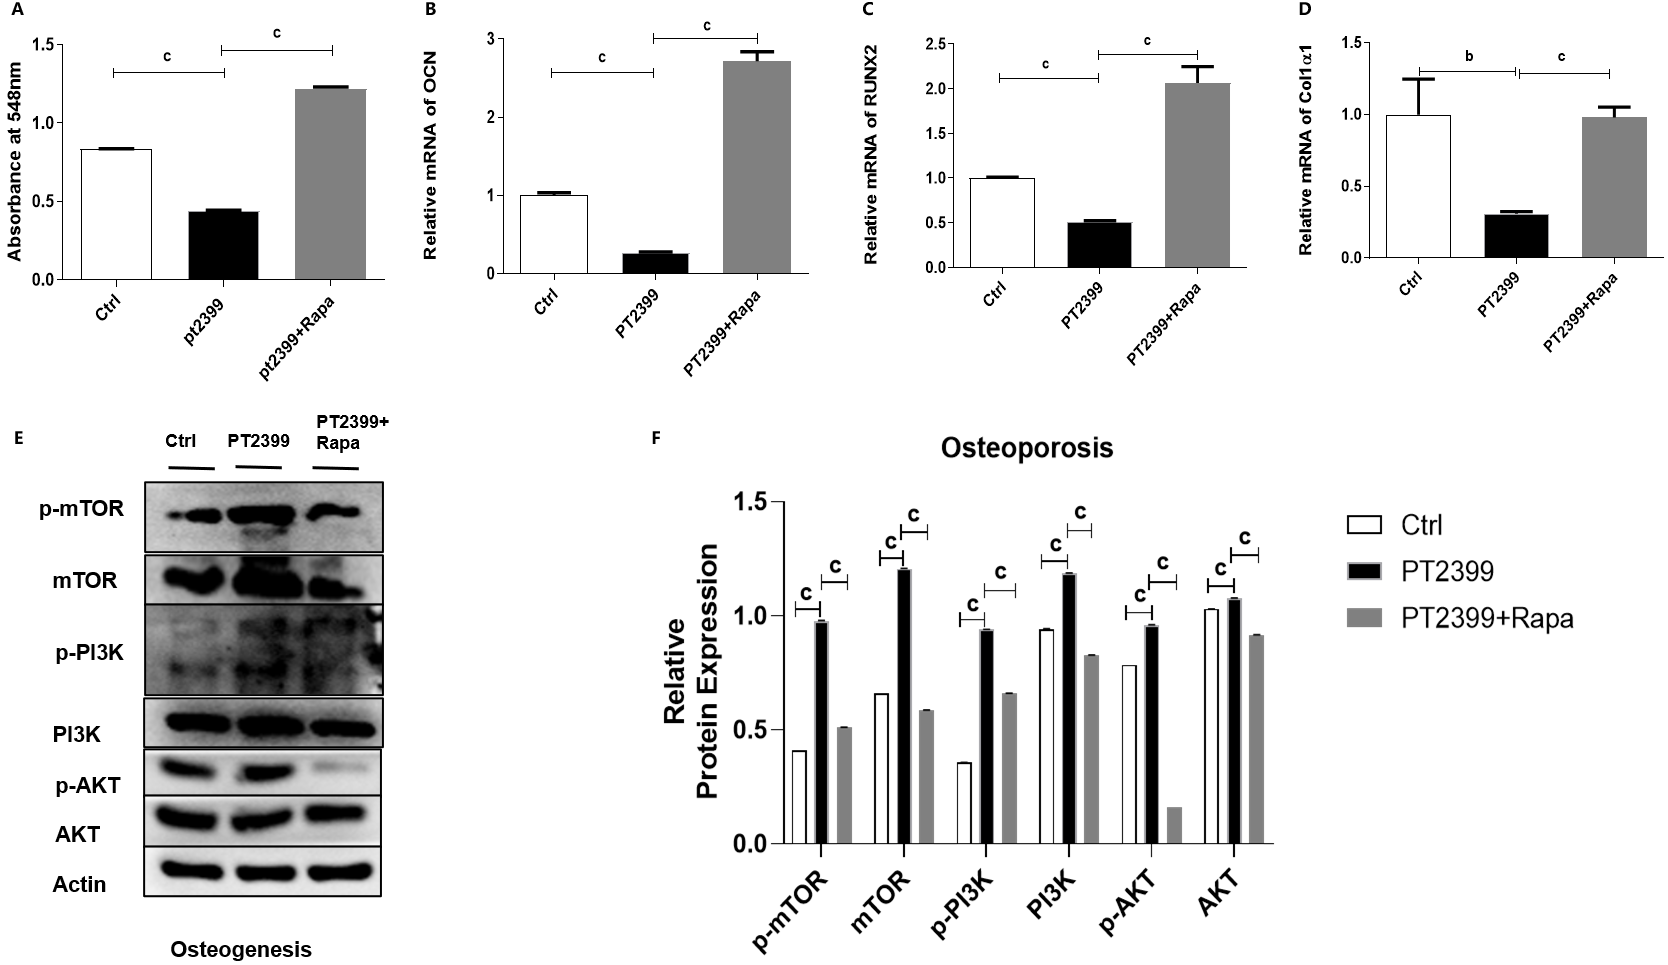 A
Absorbance at 548nm
1.5
1.0
0.5
0.0
c
c
Ctrl
pt2399
pt2399+Rapa
B
Relative mRNA of OCN
3
2
1
0
c
c
Ctrl
PT2399
PT2399+Rapa
C
Relative mRNA of RUNX2
2.5
2.0
1.5
1.0
0.5
0.0
c
c
Ctrl
PT2399
PT2399+Rapa
D
Relative mRNA of Col1α1
1.5
1.0
0.5
0.0
b
c
Ctrl
PT2399
PT2399+Rapa
E
Ctrl
PT2399
PT2399+
Rapa
p-mTOR
mTOR
p-PI3K
PI3K
p-AKT
AKT
Actin
Osteogenesis
F
Osteoporosis
Relative
Protein Expression
1.5
1.0
0.5
0.0
c
c
c
c
c
c
c
c
c
c
c
c
p-mTOR
mTOR
p-PI3K
PI3K
p-AKT
AKT
Ctrl
PT2399
PT2399+Rapa